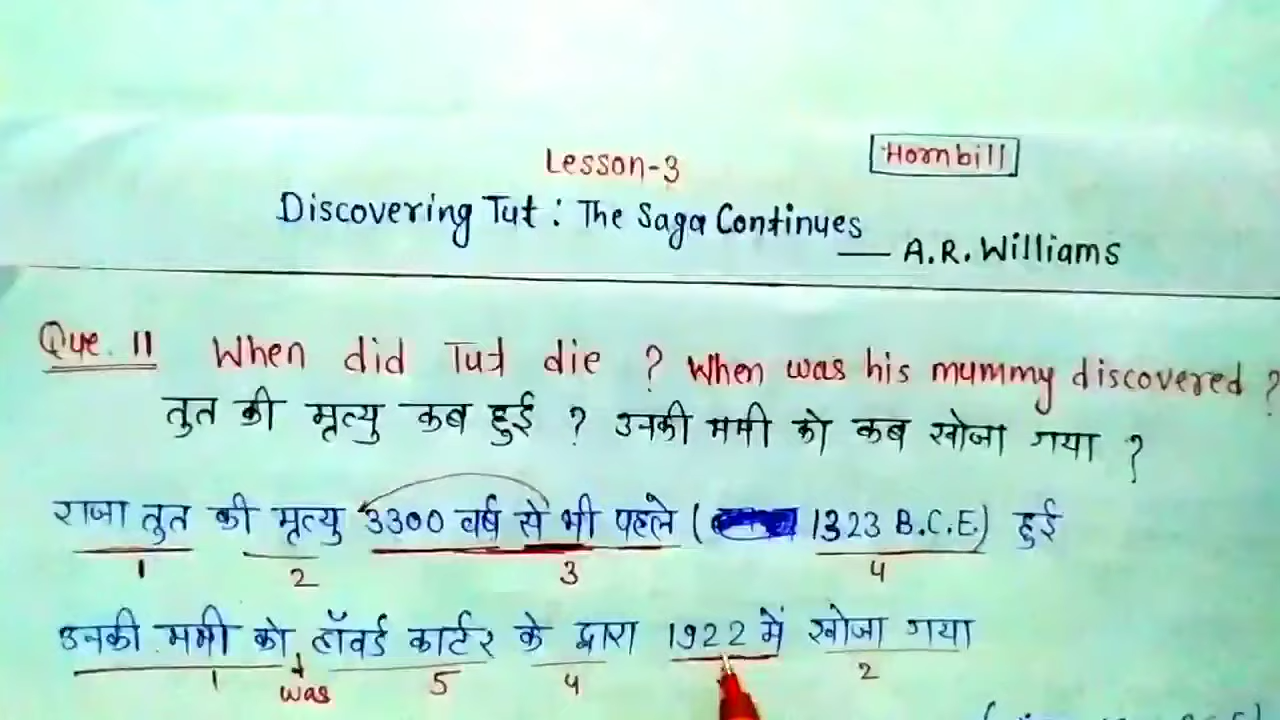 Lesson-3
Hornbill
Discovering Tut : The Saga Continues
— A.R. Williams
Que. 11 When did Tut die ? When was his mummy discovered ?
तुत की मृत्यु कब हुई ? उनकी ममी को कब खोजा गया ?
राजा तुत की मृत्यु 3300 वर्ष से भी पहले ( 1323 B.C.E.) हुई
1 2 3 4
उनकी ममी को हॉवर्ड कार्टर के द्वारा 1922 में खोजा गया
1 was 5 4 2